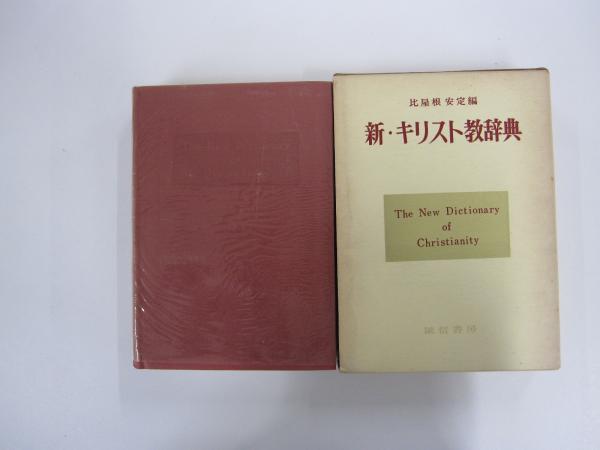 比屋根安定編
新・キリスト教辞典
The New Dictionary
of
Christianity
誠信書房